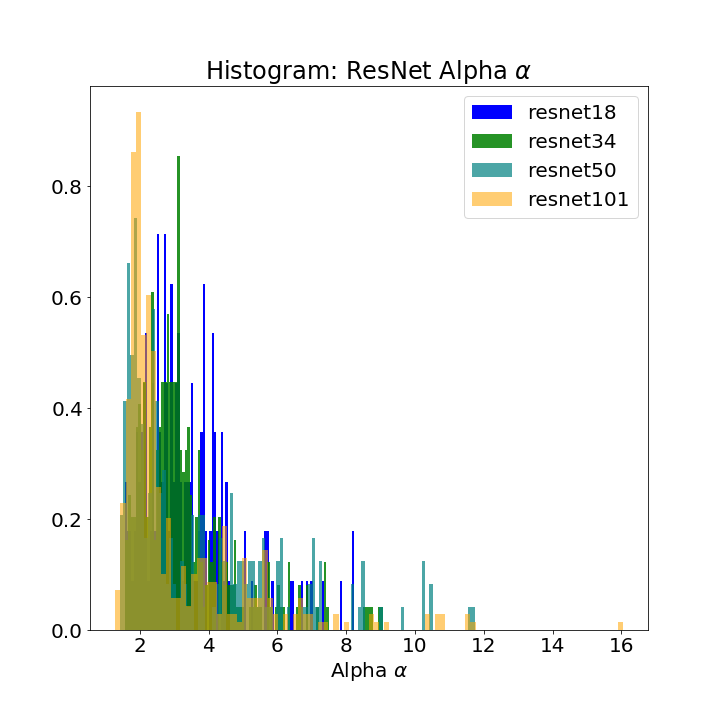 Histogram: ResNet Alpha α
resnet18
resnet34
resnet50
resnet101
0.8
0.6
0.4
0.2
0.0
2 4 6 8 10 12 14 16
Alpha α